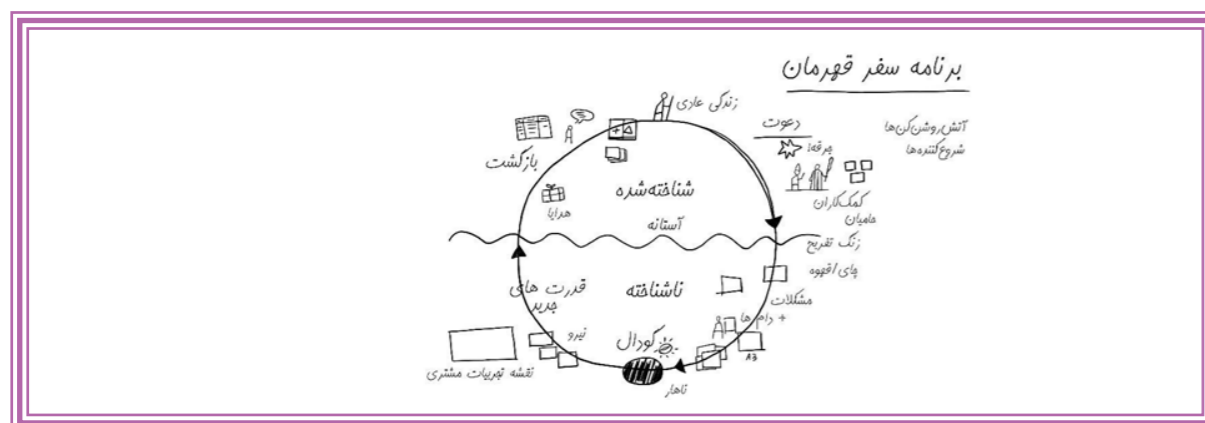 برنامه سفر قهرمان
زندگی عادی
دعوت
جرقه!
آتش‌روشن‌کن‌ها
شروع‌کننده‌ها
کمک‌کاران
حامیان
بازگشت
هدایا
شناخته‌شده
آستانه
زنگ تفریح
چای/قهوه
مشکلات
+ دام ها
A3
ناشناخته
قدرت های
جدید
نیرو
گودال
ناهار
نقشه تجربیات مشتری